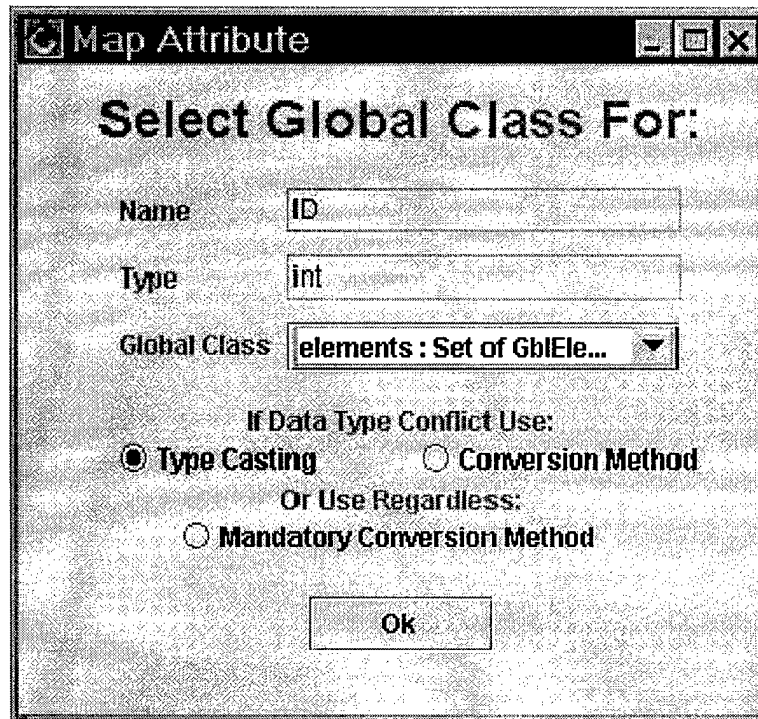 Map Attribute
Select Global Class For:
Name ID
Type int
Global Class elements : Set of GblEle...
If Data Type Conflict Use:
Type Casting Conversion Method
Or Use Regardless:
Mandatory Conversion Method
Ok